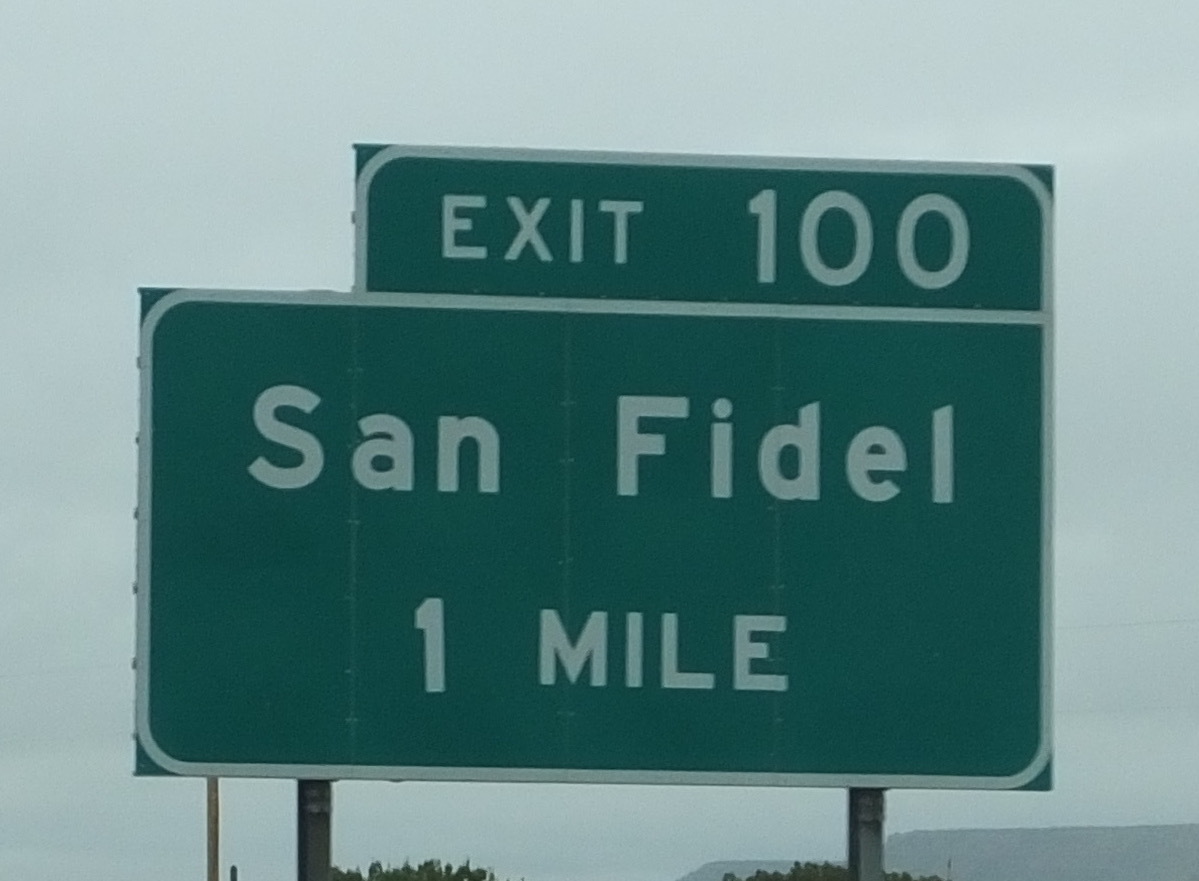 EXIT 100
San Fidel
1 MILE